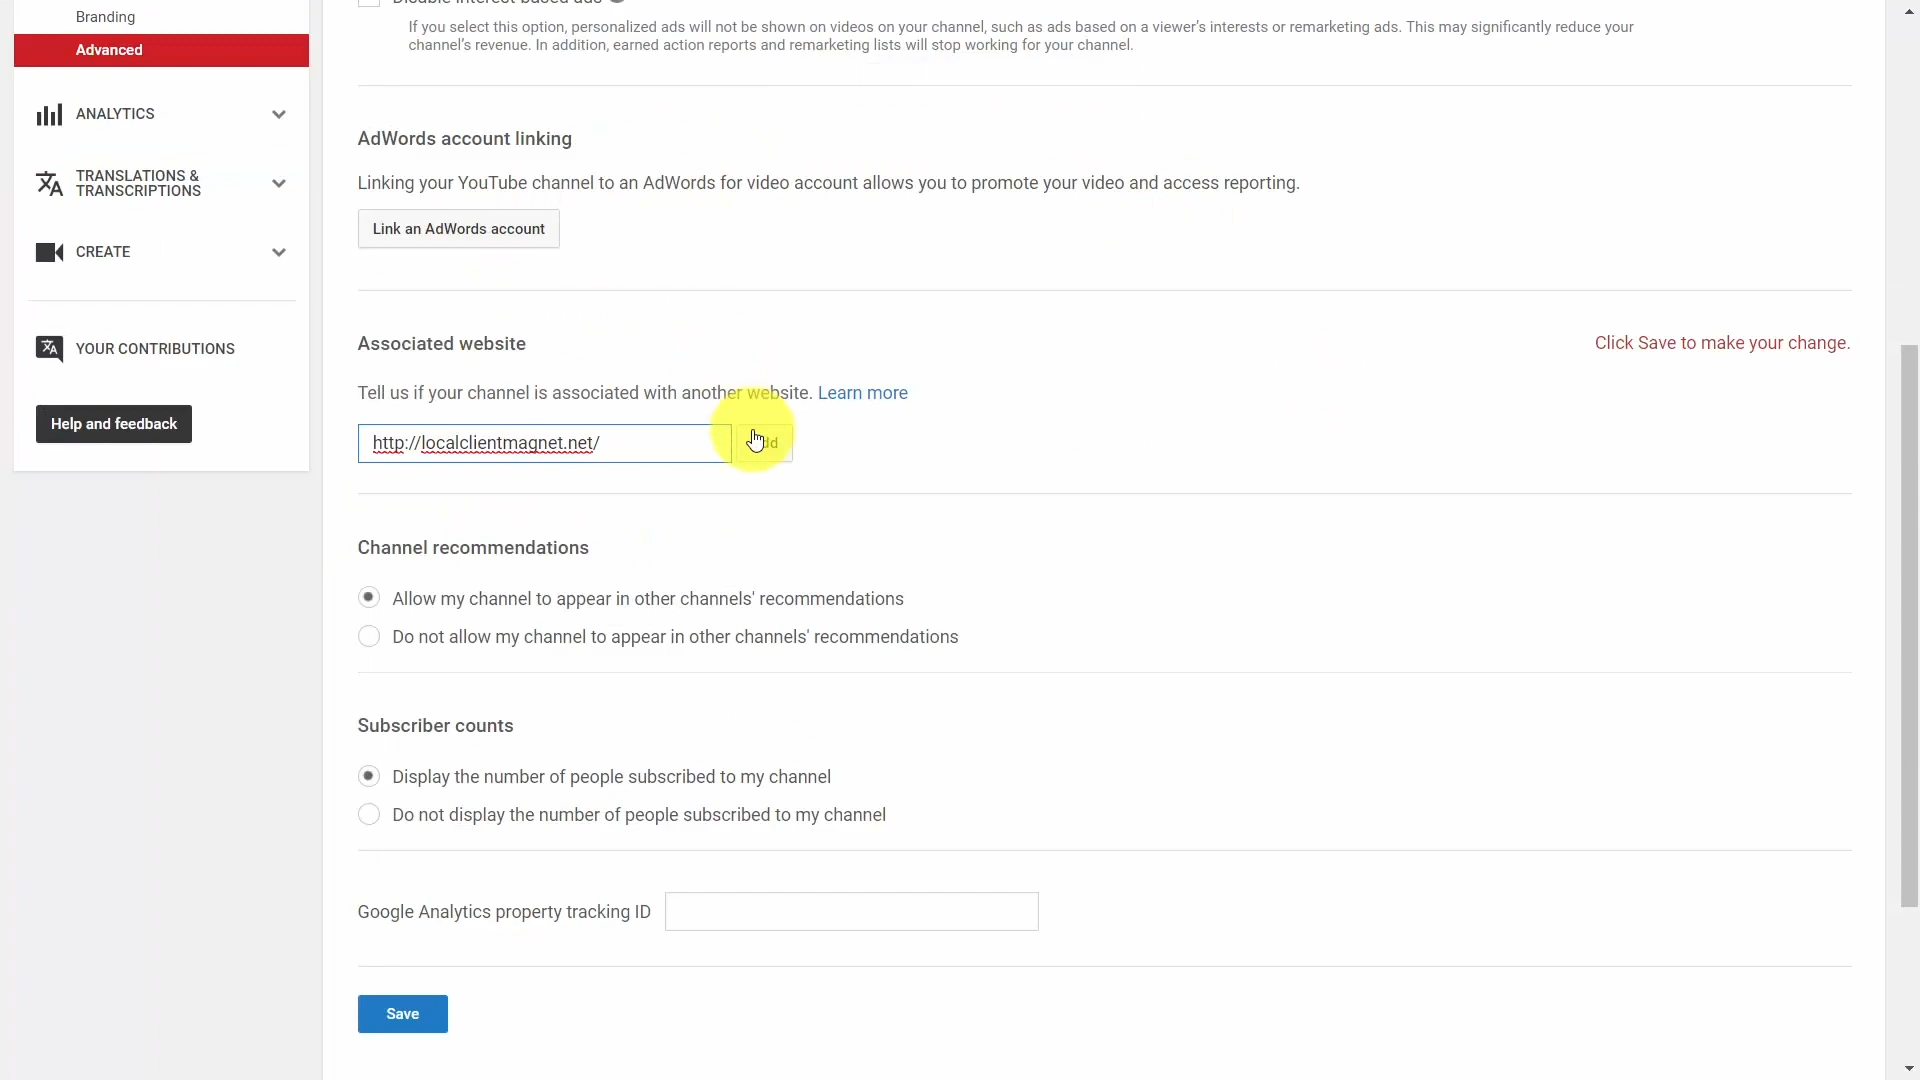 Branding
Advanced
ANALYTICS
TRANSLATIONS &
TRANSCRIPTIONS
CREATE
YOUR CONTRIBUTIONS
Help and feedback
If you select this option, personalized ads will not be shown on videos on your channel, such as ads based on a viewer's interests or remarketing ads. This may significantly reduce your
channel's revenue. In addition, earned action reports and remarketing lists will stop working for your channel.
AdWords account linking
Linking your YouTube channel to an AdWords for video account allows you to promote your video and access reporting.
Link an AdWords account
Associated website
Click Save to make your change.
Tell us if your channel is associated with another website. Learn more
http://localclientmagnet.net/
Channel recommendations
Allow my channel to appear in other channels' recommendations
Do not allow my channel to appear in other channels' recommendations
Subscriber counts
Display the number of people subscribed to my channel
Do not display the number of people subscribed to my channel
Google Analytics property tracking ID
Save